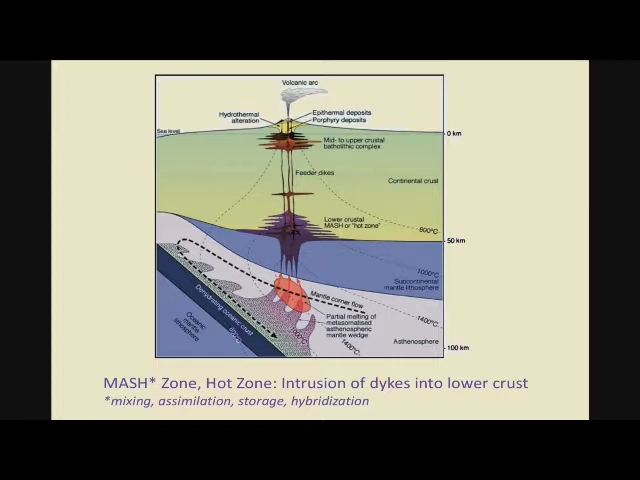 Volcanic arc
Hydrothermal
alteration
Epithermal deposits
Porphyry deposits
Sea level
0 km
Mid- to upper crustal
batholithic complex
Feeder dikes
Continental crust
Lower crustal
MASH or 'hot zone'
600°C
50 km
1000°C
Subcontinental
mantle lithosphere
Mantle corner flow
Dehydrating oceanic crust
Oceanic
mantle
lithosphere
Partial melting of
metasomatised
asthenospheric
mantle wedge
1400°C
1400°C
Asthenosphere
100 km
MASH* Zone, Hot Zone: Intrusion of dykes into lower crust
*mixing, assimilation, storage, hybridization